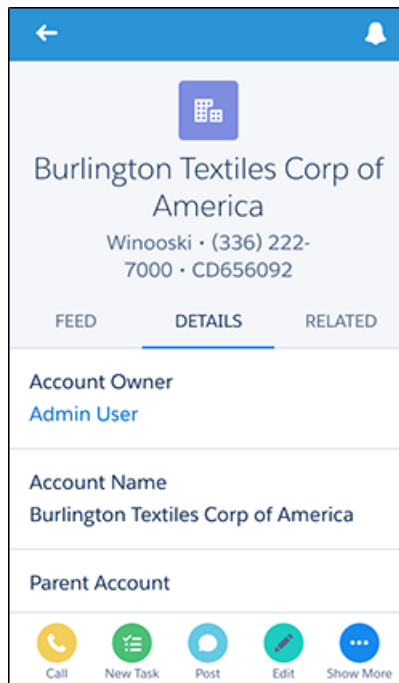 Burlington Textiles Corp of
America
Winooski • (336) 222-
7000 • CD656092
FEED DETAILS RELATED
Account Owner
Admin User
Account Name
Burlington Textiles Corp of America
Parent Account
Call New Task Post Edit Show More